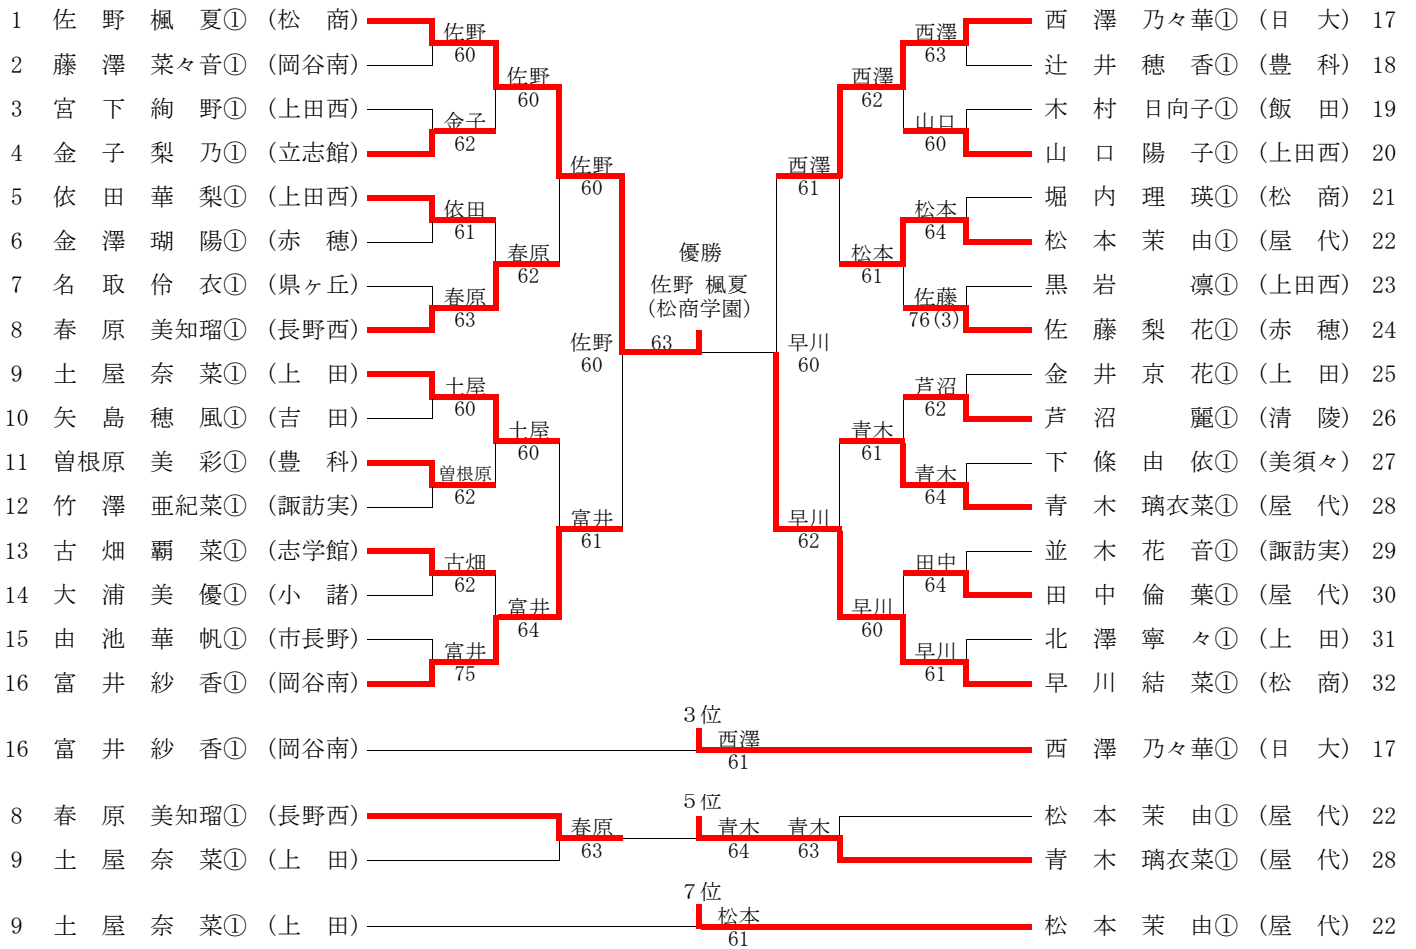 1 佐 野 楓 夏① (松 商)
2 藤 澤 菜々音① (岡谷南)
3 宮 下 絢 野① (上田西)
4 金 子 梨 乃① (立志館)
5 依 田 華 梨① (上田西)
6 金 澤 瑚 陽① (赤 穂)
7 名 取 伶 衣① (県ヶ丘)
8 春 原 美知瑠① (長野西)
9 土 屋 奈 菜① (上 田)
10 矢 島 穂 風① (吉 田)
11 曽根原 美 彩① (豊 科)
12 竹 澤 亜紀菜① (諏訪実)
13 古 畑 覇 菜① (志学館)
14 大 浦 美 優① (小 諸)
15 由 池 華 帆① (市長野)
16 富 井 紗 香① (岡谷南)
佐野
60
金子
62
依田
61
春原
63
土屋
60
曽根原
62
古畑
62
富井
75
佐野
60
春原
62
土屋
60
富井
64
佐野
60
富井
61
佐野
60
優勝
佐野 楓夏
(松商学園)
63
早川
60
西澤
61
早川
62
西澤
62
松本
61
青木
61
早川
60
西澤
63
山口
60
松本
64
佐藤
76(3)
芦沼
62
青木
64
田中
64
早川
61
西 澤 乃々華① (日 大) 17
辻 井 穂 香① (豊 科) 18
木 村 日向子① (飯 田) 19
山 口 陽 子① (上田西) 20
堀 内 理 瑛① (松 商) 21
松 本 茉 由① (屋 代) 22
黒 岩 凛① (上田西) 23
佐 藤 梨 花① (赤 穂) 24
金 井 京 花① (上 田) 25
芦 沼 麗① (清 陵) 26
下 條 由 依① (美須々) 27
青 木 璃衣菜① (屋 代) 28
並 木 花 音① (諏訪実) 29
田 中 倫 葉① (屋 代) 30
北 澤 寧 々① (上 田) 31
早 川 結 菜① (松 商) 32
3位
16 富 井 紗 香① (岡谷南)
西澤
61
西 澤 乃々華① (日 大) 17
5位
8 春 原 美知瑠① (長野西)
9 土 屋 奈 菜① (上 田)
春原
63
青木
64
青木
63
松 本 茉 由① (屋 代) 22
青 木 璃衣菜① (屋 代) 28
7位
9 土 屋 奈 菜① (上 田)
松本
61
松 本 茉 由① (屋 代) 22